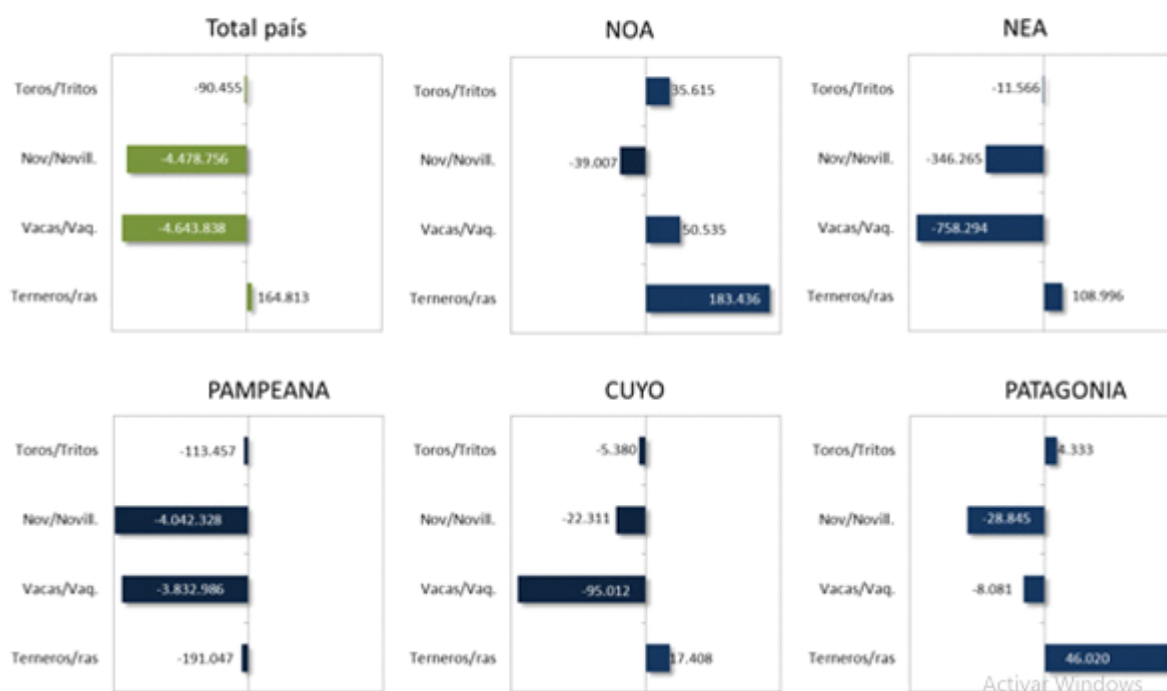 Total país
Toros/Tritos
-90.455
Nov/Novill.
-4.478.756
Vacas/Vaq.
-4.643.838
Terneros/ras
164.813
NOA
Toros/Tritos
35.615
Nov/Novill.
-39.007
Vacas/Vaq.
50.535
Terneros/ras
183.436
NEA
Toros/Tritos
-11.566
Nov/Novill.
-346.265
Vacas/Vaq.
-758.294
Terneros/ras
108.996
PAMPEANA
Toros/Tritos
-113.457
Nov/Novill.
-4.042.328
Vacas/Vaq.
-3.832.986
Terneros/ras
-191.047
CUYO
Toros/Tritos
-5.380
Nov/Novill.
-22.311
Vacas/Vaq.
-95.012
Terneros/ras
17.408
PATAGONIA
Toros/Tritos
4.333
Nov/Novill.
-28.845
Vacas/Vaq.
-8.081
Terneros/ras
46.020
Activar Windows